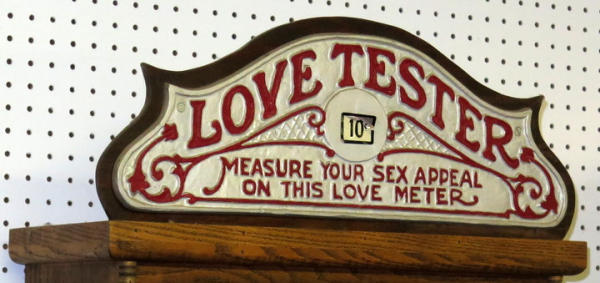 LOVE TESTER
10¢
MEASURE YOUR SEX APPEAL
ON THIS LOVE METER